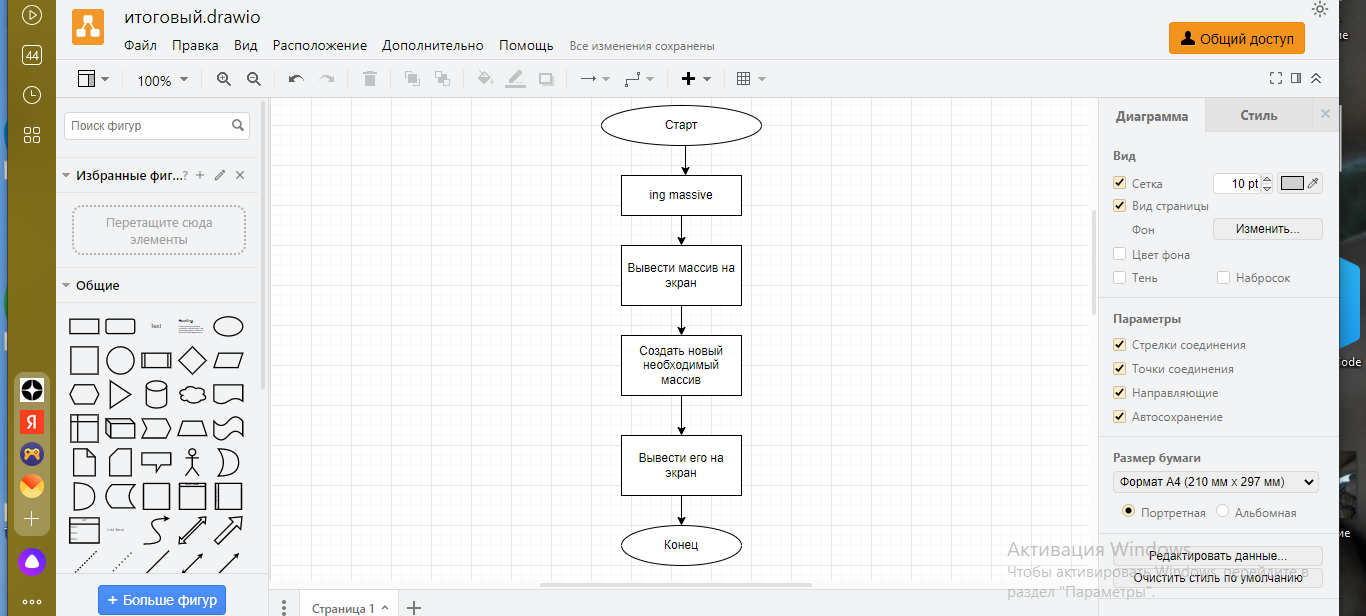 итоговый.drawio
Файл Правка Вид Расположение Дополнительно Помощь Все изменения сохранены
Общий доступ
44
100%
Поиск фигур
Избранные фиг...?
Перетащите сюда
элементы
Общие
Text
Heading
List Item
+ Больше фигур
Старт
ing massive
Вывести массив на
экран
Создать новый
необходимый
массив
Вывести его на
экран
Конец
Страница 1
Диаграмма Стиль
Вид
Сетка 10 pt
Вид страницы
Фон Изменить...
Цвет фона
Тень Набросок
Параметры
Стрелки соединения
Точки соединения
Направляющие
Автосохранение
Размер бумаги
Формат A4 (210 мм x 297 мм)
Портретная Альбомная
Редактировать данные...
Очистить стиль по умолчанию
Активация Windows
Чтобы активировать Windows, перейдите в
раздел "Параметры".
Я
ie
ode
ие